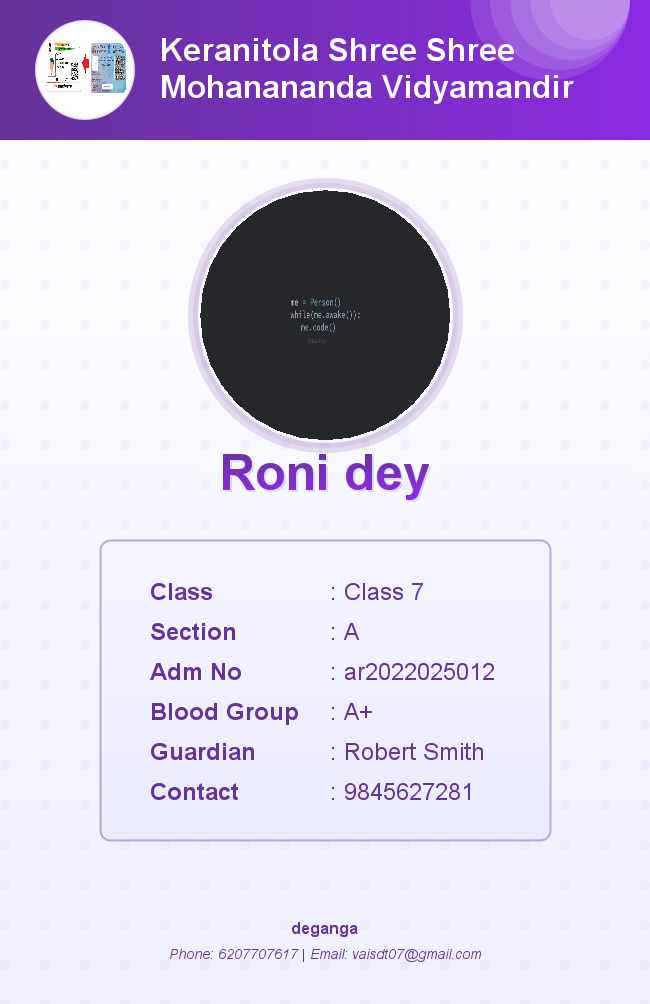 Keranitola Shree Shree
Mohanananda Vidyamandir
me = Person()
while(me.awake()):
me.code()
Roni dey
Class : Class 7
Section : A
Adm No : ar2022025012
Blood Group : A+
Guardian : Robert Smith
Contact : 9845627281
deganga
Phone: 6207707617 | Email: vaisdt07@gmail.com